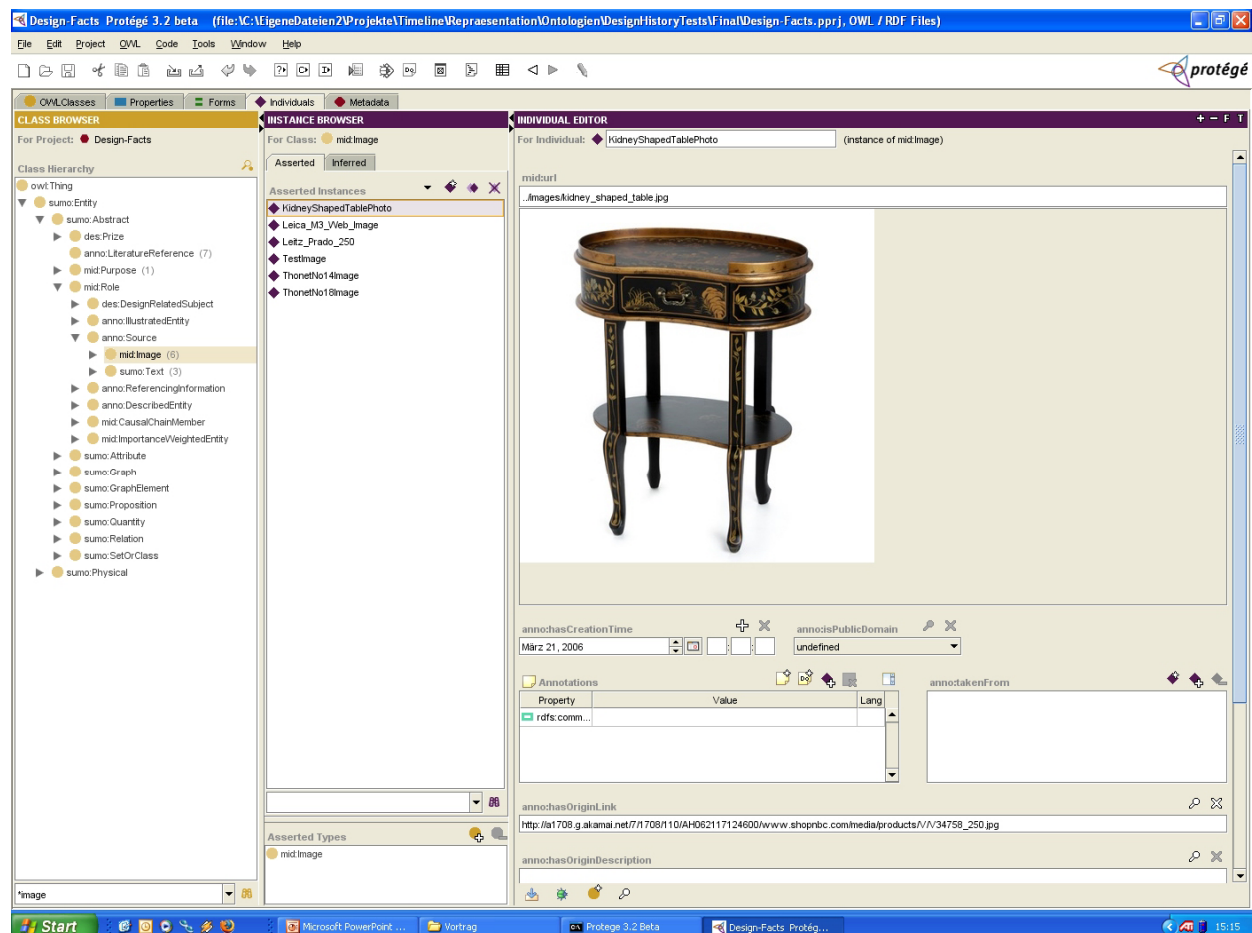 Design-Facts Protégé 3.2 beta (file:\C:\EigeneDateien2\Projekte\Timeline\Repraesentation\Ontologien\DesignHistoryTests\Final\Design-Facts.pprj, OWL / RDF Files)
File Edit Project OWL Code Tools Window Help
protégé
OWLClasses Properties Forms Individuals Metadata
CLASS BROWSER
For Project: Design-Facts
Class Hierarchy
owl:Thing
sumo:Entity
sumo:Abstract
des:Prize
anno:LiteratureReference (7)
mid:Purpose (1)
mid:Role
des:DesignRelatedSubject
anno:IllustratedEntity
anno:Source
mid:Image (6)
sumo:Text (3)
anno:ReferencingInformation
anno:DescribedEntity
mid:CausalChainMember
mid:ImportanceWeightedEntity
sumo:Attribute
sumo:Graph
sumo:GraphElement
sumo:Proposition
sumo:Quantity
sumo:Relation
sumo:SetOrClass
sumo:Physical
*image
INSTANCE BROWSER
For Class: mid:Image
Asserted Inferred
Asserted Instances
KidneyShapedTablePhoto
Leica_M3_Web_Image
Leitz_Prado_250
TestImage
ThonetNo14Image
ThonetNo18Image
Asserted Types
mid:Image
INDIVIDUAL EDITOR + − F T
For Individual: KidneyShapedTablePhoto (instance of mid:Image)
mid:url
../images/kidney_shaped_table.jpg
anno:hasCreationTime anno:isPublicDomain
März 21, 2006 : : undefined
Annotations anno:takenFrom
Property Value Lang
rdfs:comm...
anno:hasOriginLink
http://a1708.g.akamai.net/7/1708/110/AH062117124600/www.shopnbc.com/media/products/V/V34758_250.jpg
anno:hasOriginDescription
Start Microsoft PowerPoint ... Vortrag Protege 3.2 Beta Design-Facts Protég... 15:15